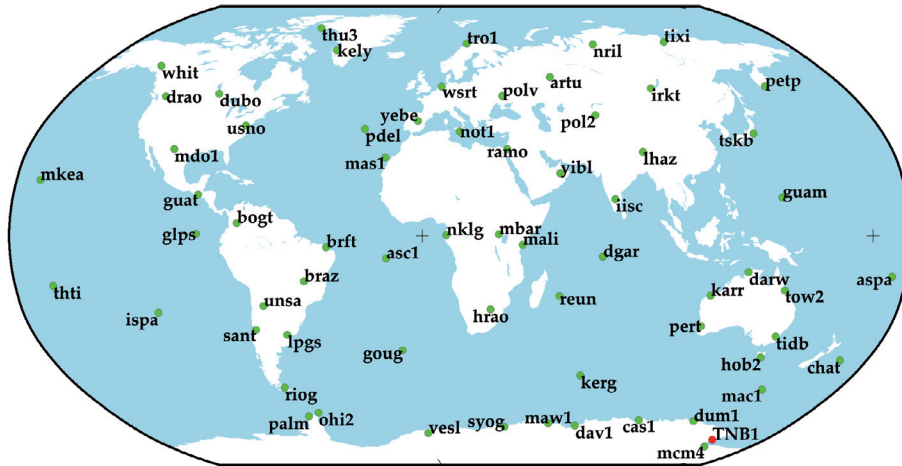 thu3
kely
tro1
nril
tixi
whit
drao
dubo
wsrt
polv
artu
irkt
petp
usno
yebe
pdel
not1
pol2
tskb
mdo1
mas1
ramo
lhaz
yibl
mkea
guat
iisc
guam
bogt
glps
nklg
mbar
mali
brft
asc1
dgar
braz
darw
aspa
thti
ispa
unsa
reun
karr
tow2
hrao
sant
lpgs
pert
tidb
goug
hob2
chat
kerg
riog
mac1
palm
ohi2
vesl
syog
maw1
dav1
cas1
dum1
TNB1
mcm4